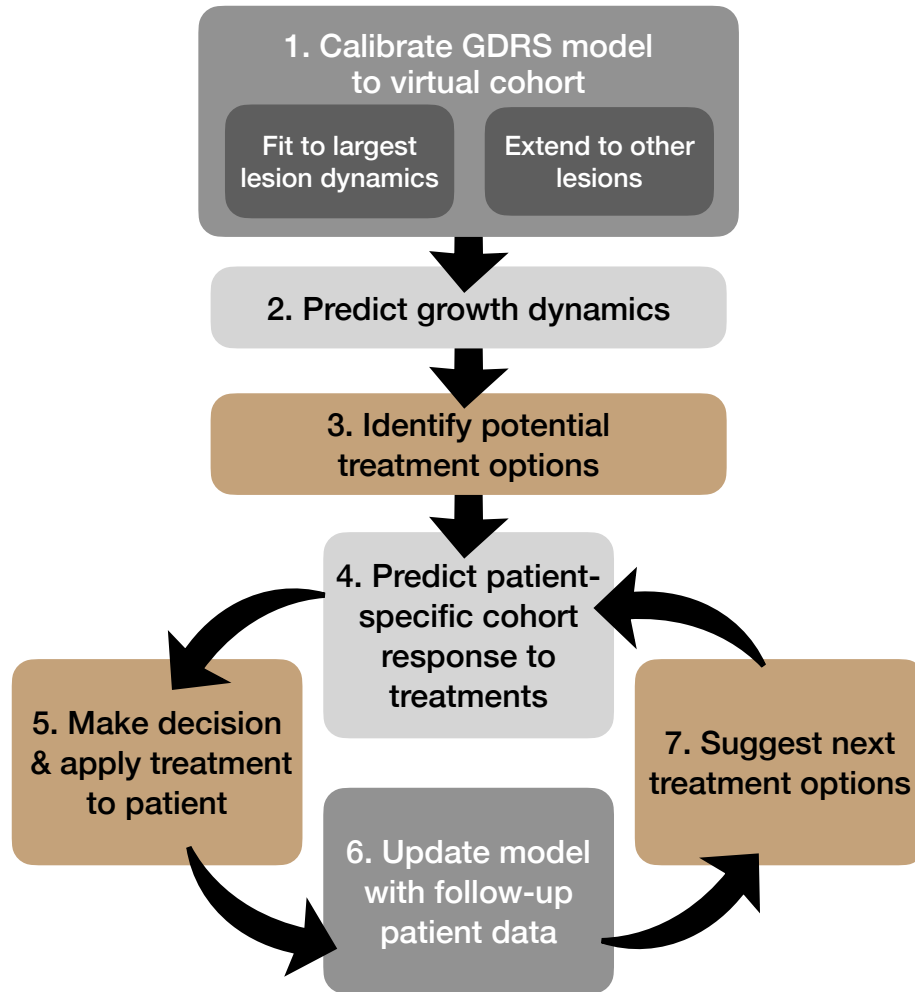 1. Calibrate GDRS model
to virtual cohort
Fit to largest
lesion dynamics
Extend to other
lesions
2. Predict growth dynamics
3. Identify potential
treatment options
4. Predict patient-
specific cohort
response to
treatments
5. Make decision
& apply treatment
to patient
6. Update model
with follow-up
patient data
7. Suggest next
treatment options